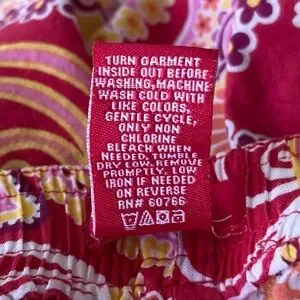 TURN GARMENT
INSIDE OUT BEFORE
WASHING, MACHINE
WASH COLD WITH
LIKE COLORS,
GENTLE CYCLE,
ONLY NON
CHLORINE
BLEACH WHEN
NEEDED. TUMBLE
DRY LOW. REMOVE
PROMPTLY. LOW
IRON IF NEEDED
ON REVERSE
RN# 60766